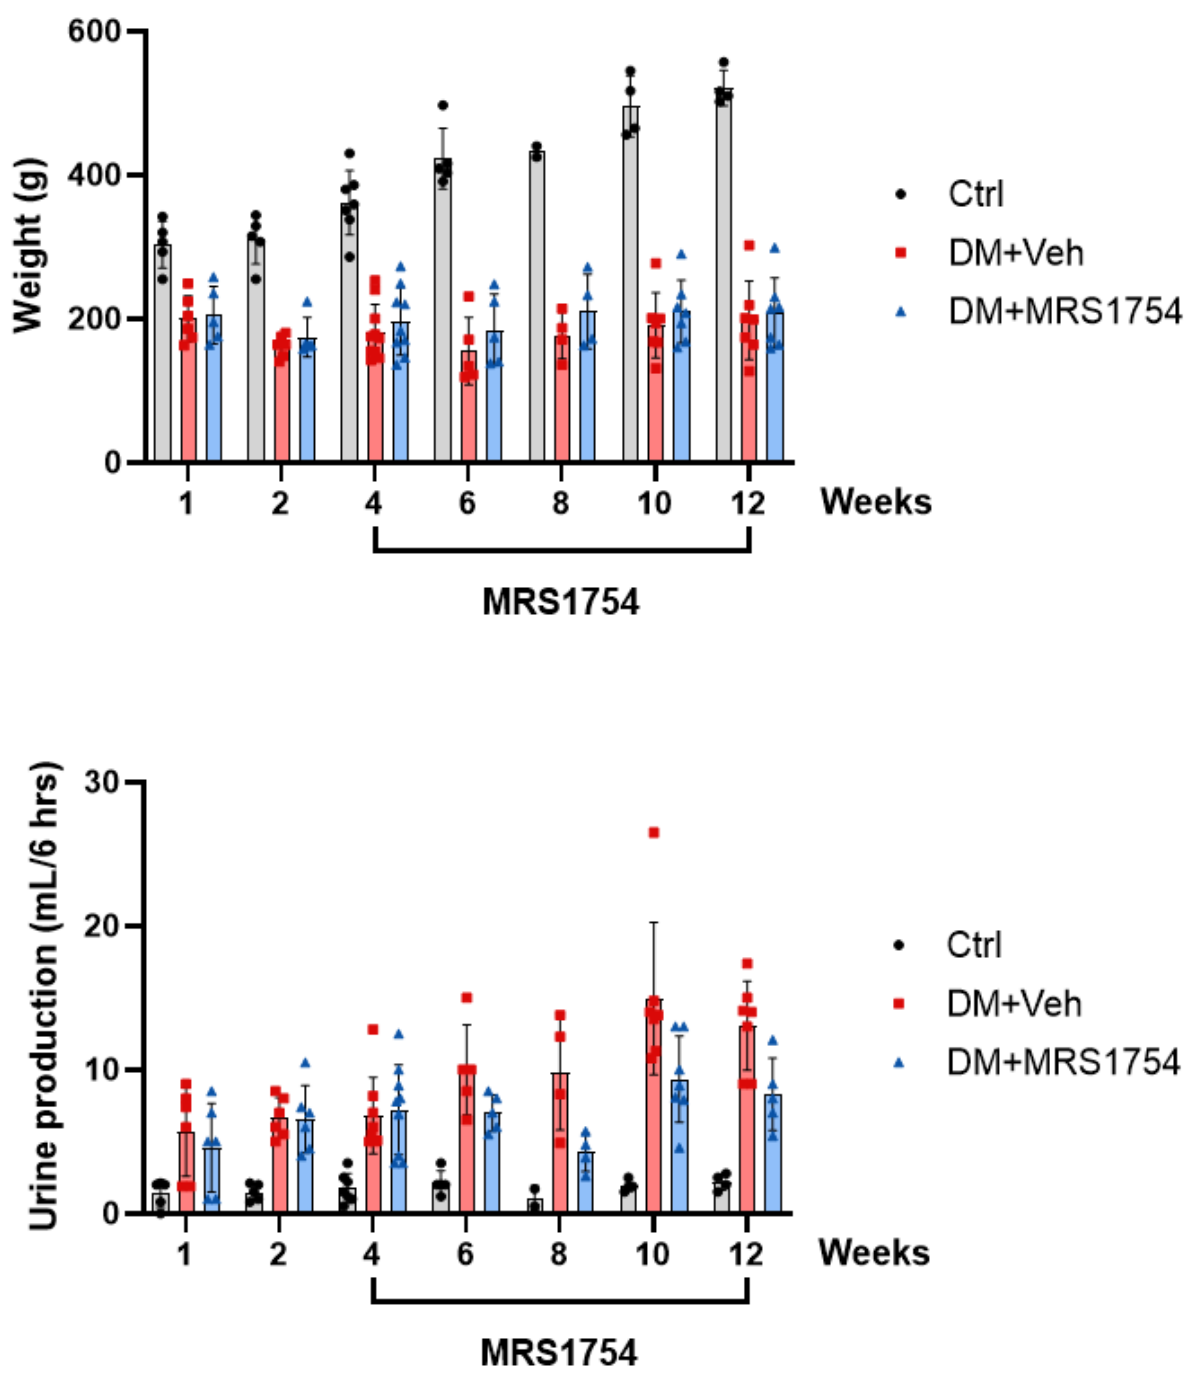 600
400
200
0
Weight (g)
1 2 4 6 8 10 12 Weeks
MRS1754
Ctrl
DM+Veh
DM+MRS1754
30
20
10
0
Urine production (mL/6 hrs)
1 2 4 6 8 10 12 Weeks
MRS1754
Ctrl
DM+Veh
DM+MRS1754